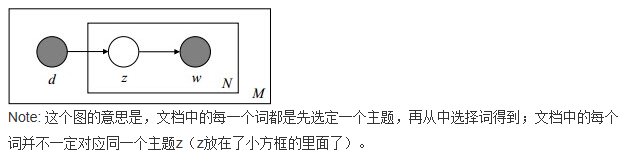 d z w N
M
Note: 这个图的意思是，文档中的每一个词都是先选定一个主题，再从中选择词得到；文档中的每个
词并不一定对应同一个主题z（z放在了小方框的里面了）。